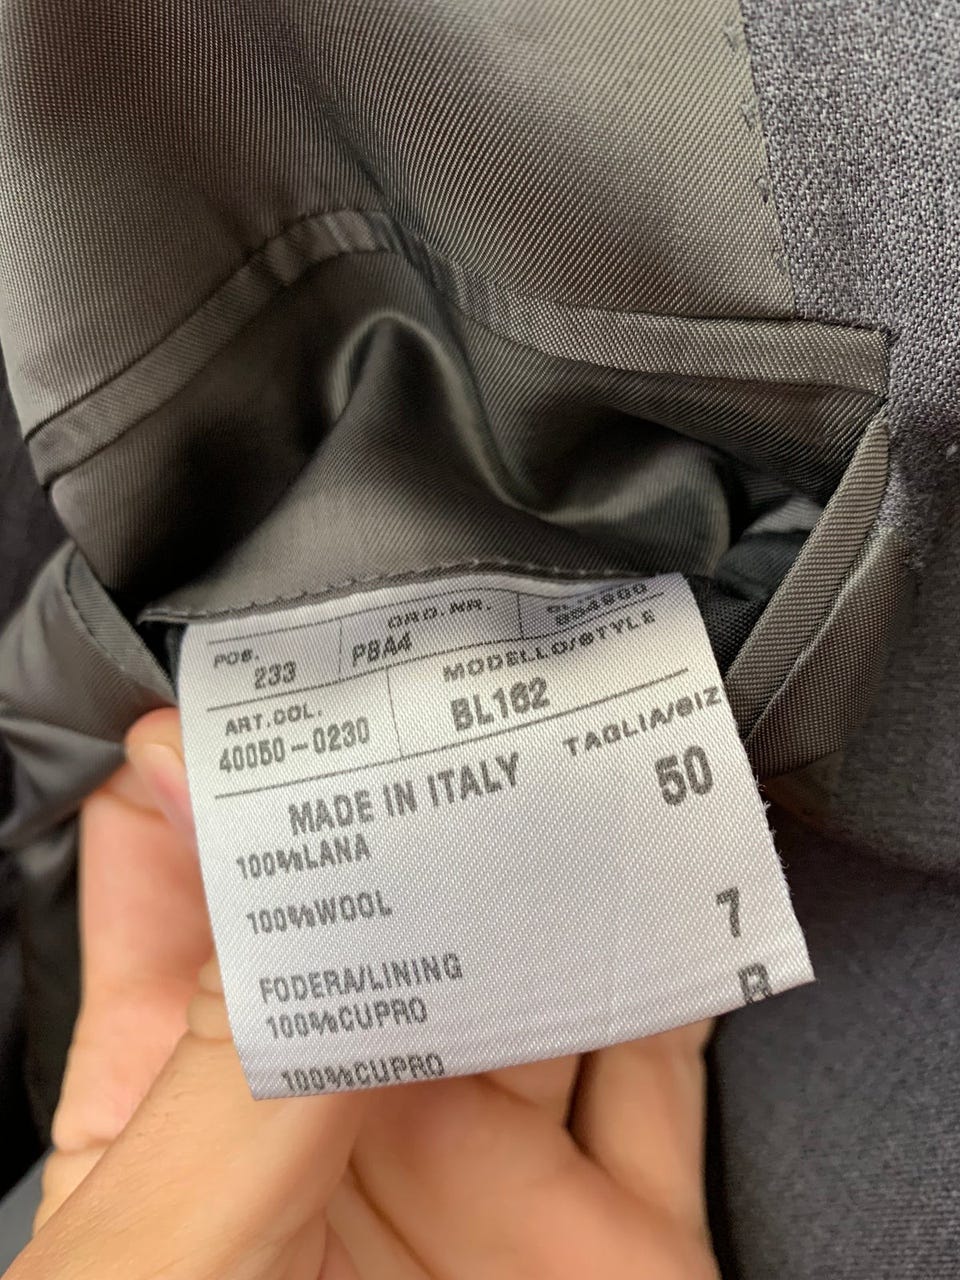 POS. ORD.NR.
233 PBA4
ART.COL. MODELLO/STYLE
40050-0230 BL162
TAGLIA/SIZ
MADE IN ITALY 50
100%LANA
100%WOOL 7
FODERA/LINING R
100%CUPRO
100%CUPRO